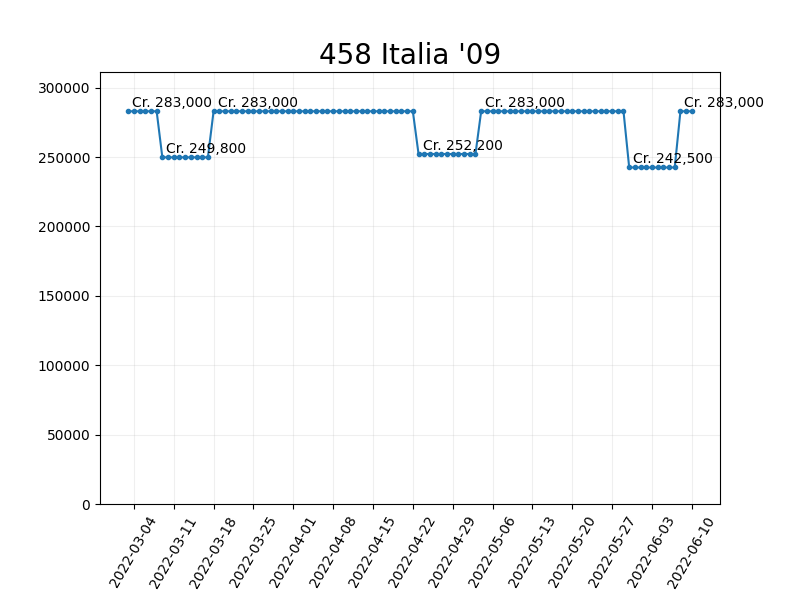 458 Italia '09
300000
250000
200000
150000
100000
50000
0
Cr. 283,000
Cr. 249,800
Cr. 283,000
Cr. 252,200
Cr. 283,000
Cr. 242,500
Cr. 283,000
2022-03-04
2022-03-11
2022-03-18
2022-03-25
2022-04-01
2022-04-08
2022-04-15
2022-04-22
2022-04-29
2022-05-06
2022-05-13
2022-05-20
2022-05-27
2022-06-03
2022-06-10